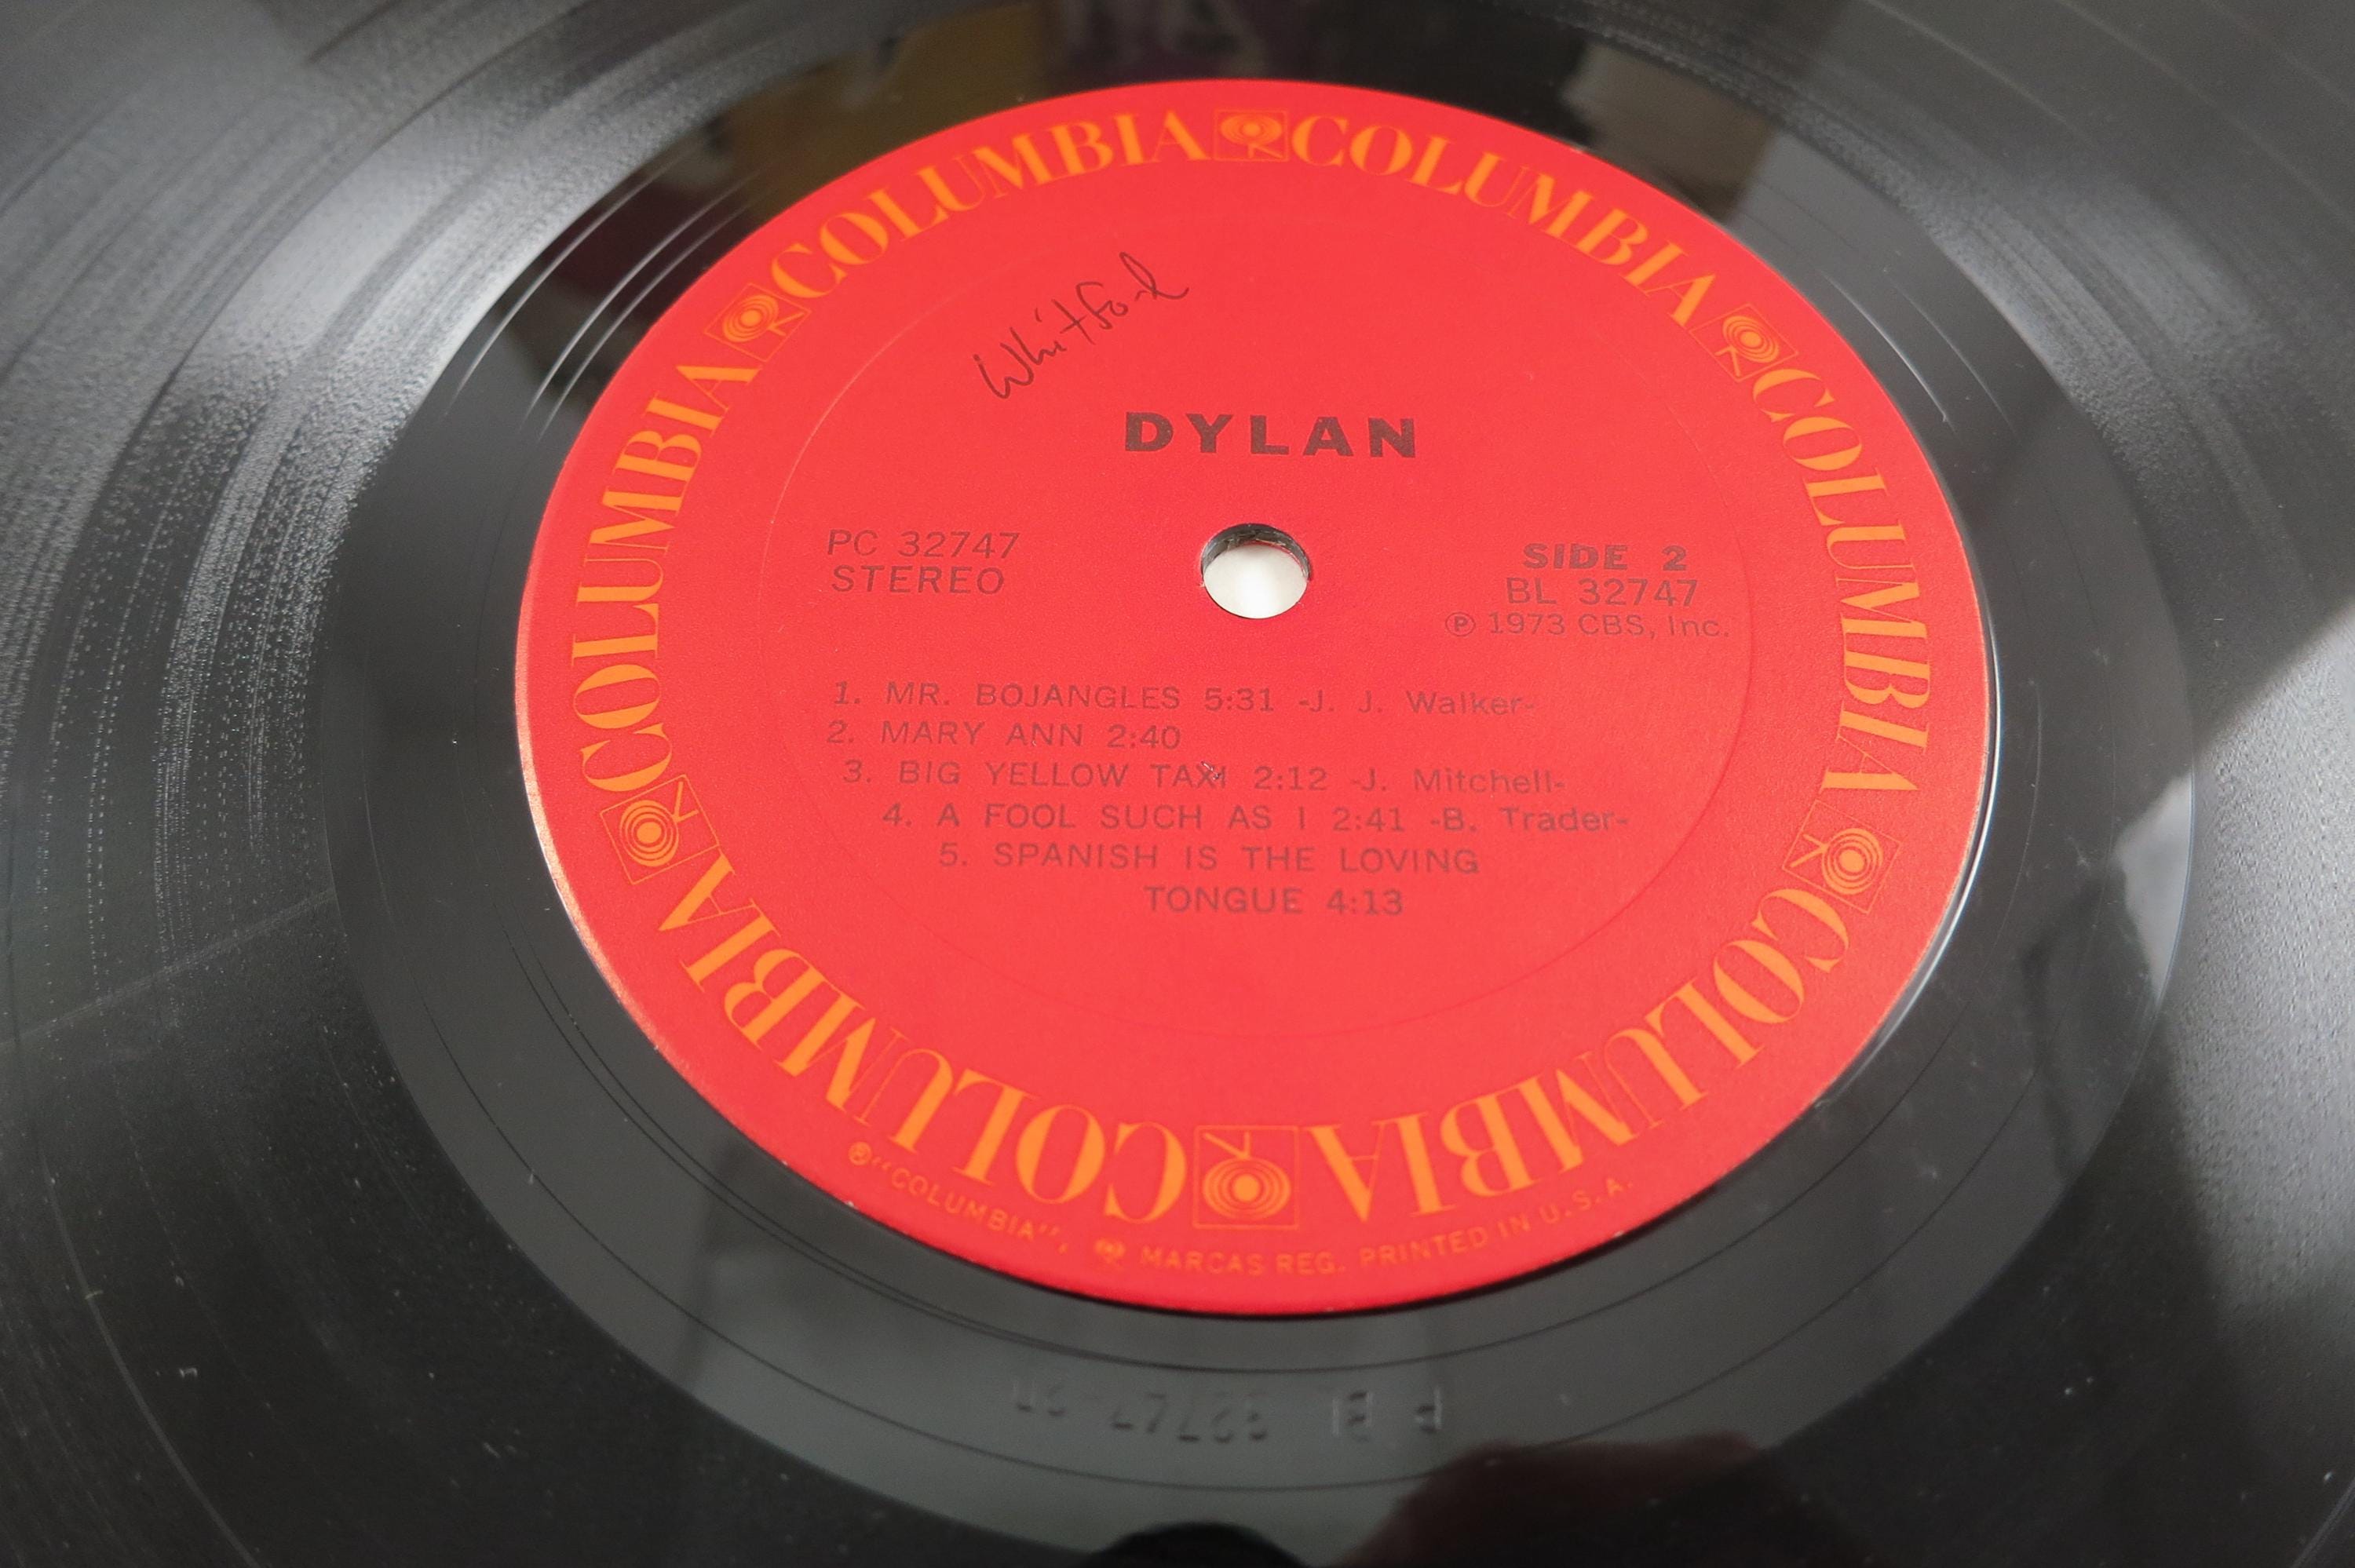 COLUMBIA COLUMBIA COLUMBIA COLUMBIA COLUMBIA COLUMBIA
Whitford
DYLAN
PC 32747
STEREO
SIDE 2
BL 32747
℗ 1973 CBS, Inc.
1. MR. BOJANGLES 5:31 -J. J. Walker-
2. MARY ANN 2:40
3. BIG YELLOW TAXI 2:12 -J. Mitchell-
4. A FOOL SUCH AS I 2:41 -B. Trader-
5. SPANISH IS THE LOVING
TONGUE 4:13
®"COLUMBIA", MARCAS REG. PRINTED IN U.S.A.